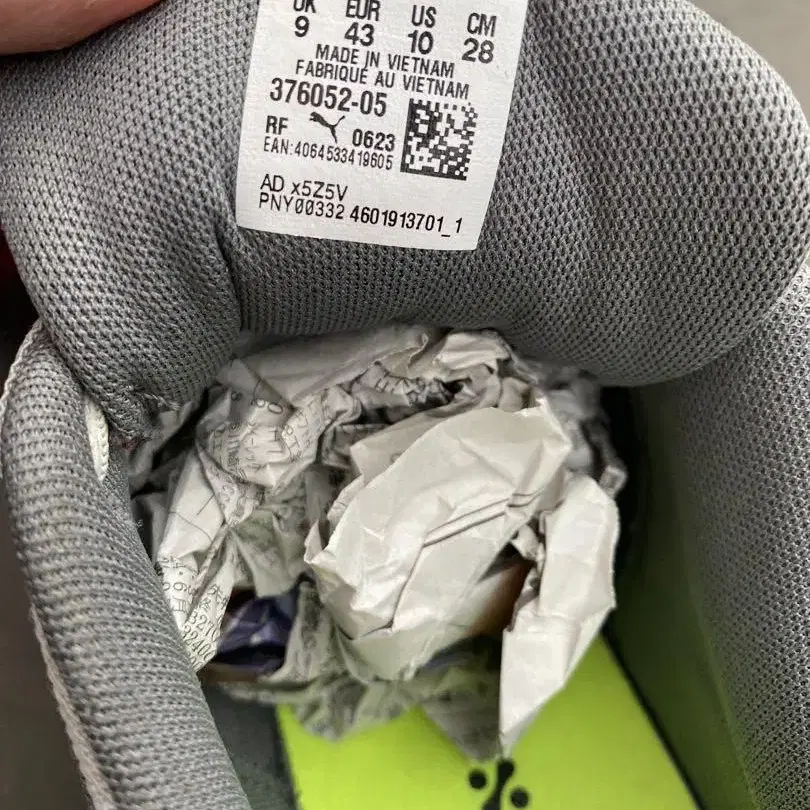 UK EUR US CM
9 43 10 28
MADE IN VIETNAM
FABRIQUÉ AU VIETNAM
376052-05
RF 0623
EAN:4064533419605
AD x5Z5V
PNY00332 4601913701_1